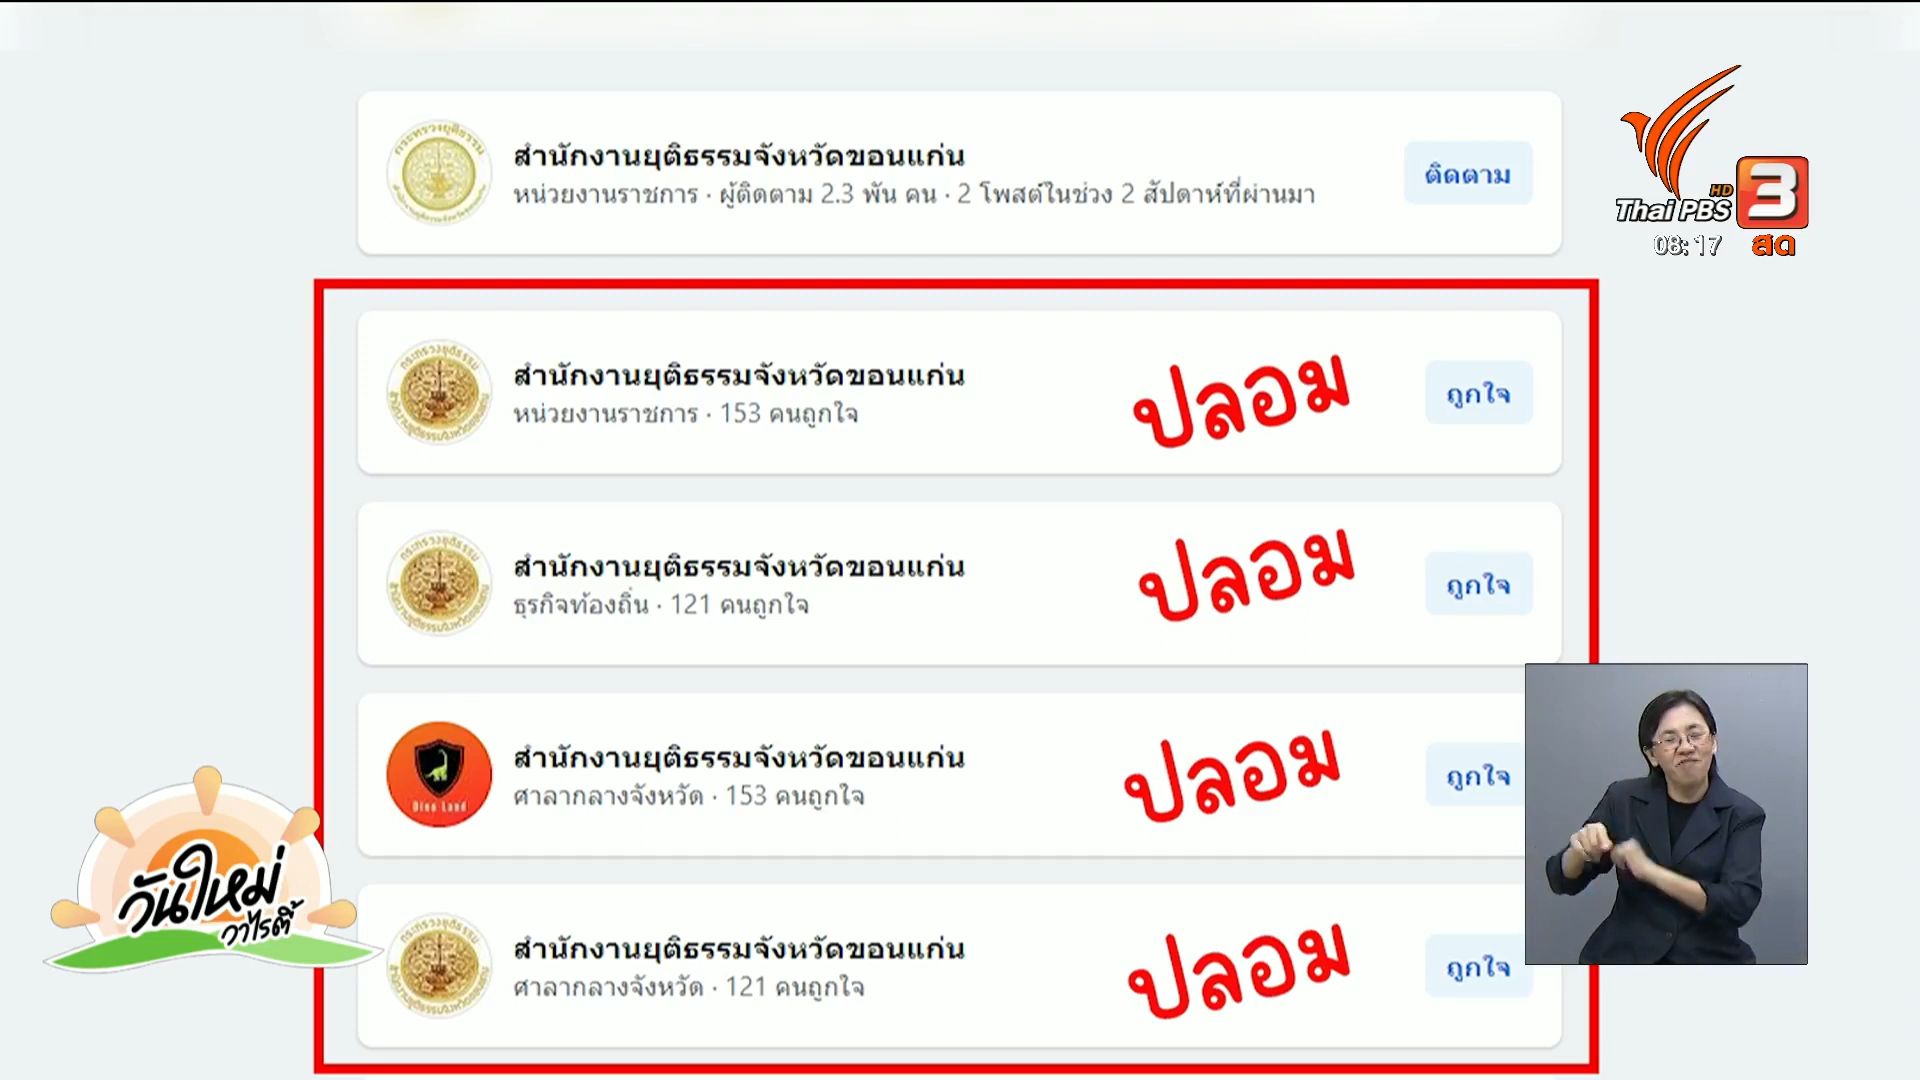 สำนักงานยุติธรรมจังหวัดขอนแก่น
หน่วยงานราชการ · ผู้ติดตาม 2.3 พัน คน · 2 โพสต์ในช่วง 2 สัปดาห์ที่ผ่านมา
ติดตาม
HD
Thai PBS 3
08:17 สด
สำนักงานยุติธรรมจังหวัดขอนแก่น
หน่วยงานราชการ · 153 คนถูกใจ
ปลอม
ถูกใจ
สำนักงานยุติธรรมจังหวัดขอนแก่น
ธุรกิจท้องถิ่น · 121 คนถูกใจ
ปลอม
ถูกใจ
Dino Land
สำนักงานยุติธรรมจังหวัดขอนแก่น
ศาลากลางจังหวัด · 153 คนถูกใจ
ปลอม
ถูกใจ
วันใหม่
วาไรตี้
สำนักงานยุติธรรมจังหวัดขอนแก่น
ศาลากลางจังหวัด · 121 คนถูกใจ
ปลอม
ถูกใจ